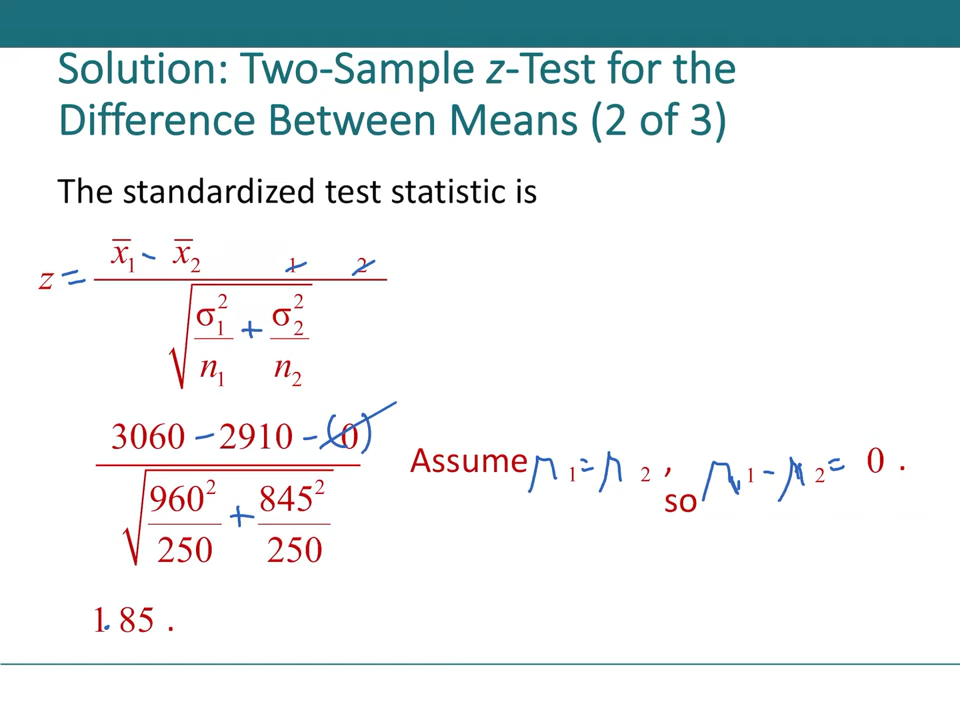 Solution: Two-Sample z-Test for the
Difference Between Means (2 of 3)
The standardized test statistic is
z = x̄₁ - x̄₂ 1 2
σ₁² + σ₂²
n₁ n₂
3060 - 2910 - (0)
960² + 845²
250 250
Assume μ₁ = μ₂ , so μ₁ - μ₂ = 0 .
1.85 .